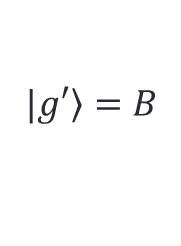 |g′⟩ = B